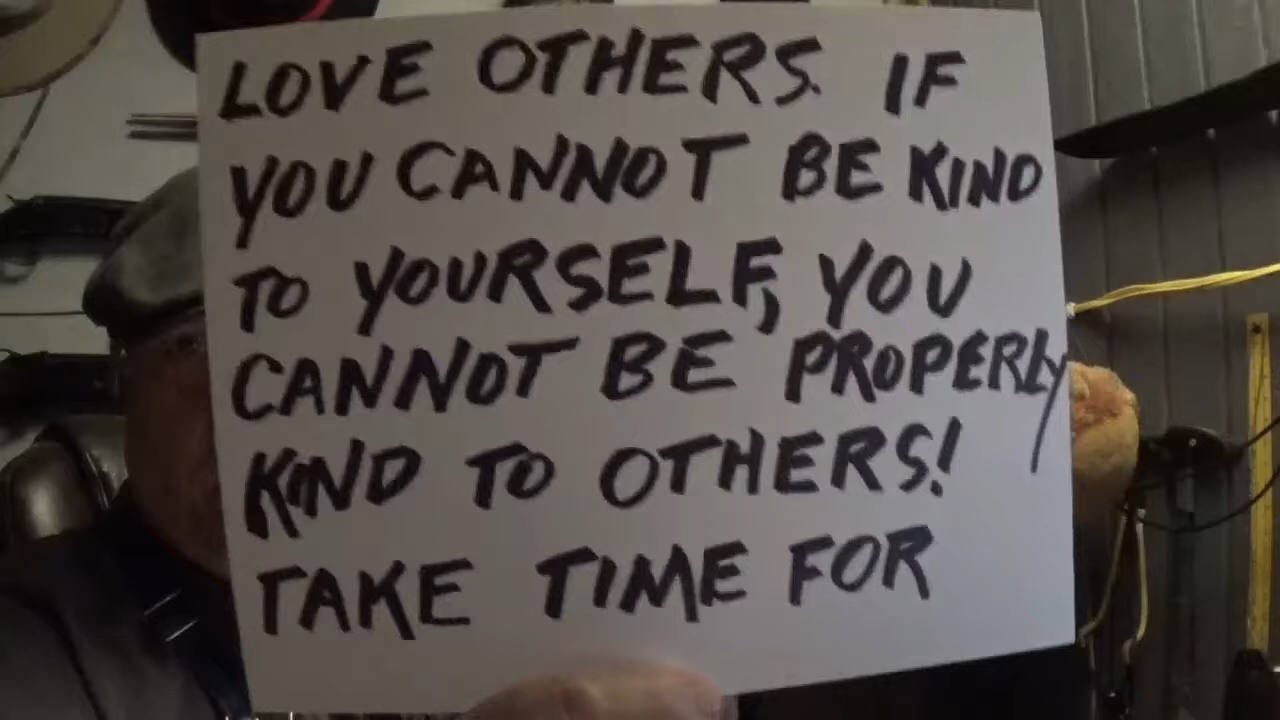 LOVE OTHERS. IF
YOU CANNOT BE KIND
TO YOURSELF, YOU
CANNOT BE PROPERLY
KIND TO OTHERS!
TAKE TIME FOR